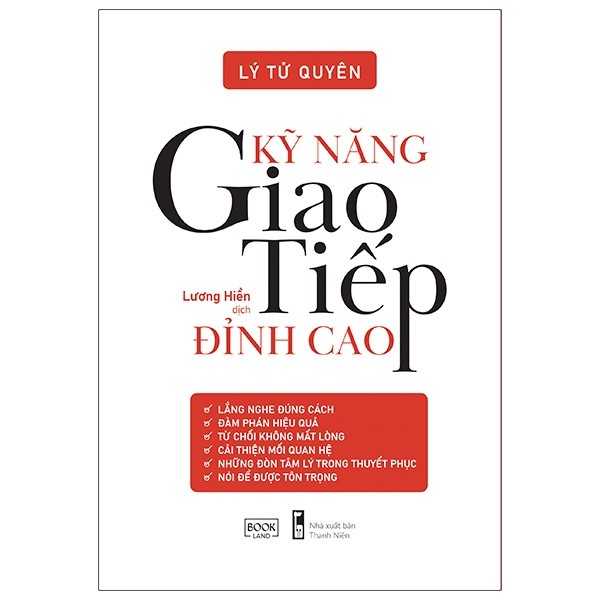 LÝ TỬ QUYÊN
KỸ NĂNG
Giao
Tiếp
Lương Hiền
dịch
ĐỈNH CAO
LẮNG NGHE ĐÚNG CÁCH
ĐÀM PHÁN HIỆU QUẢ
TỪ CHỐI KHÔNG MẤT LÒNG
CẢI THIỆN MỐI QUAN HỆ
NHỮNG ĐÒN TÂM LÝ TRONG THUYẾT PHỤC
NÓI ĐỂ ĐƯỢC TÔN TRỌNG
BOOK
LAND
Nhà xuất bản
Thanh Niên